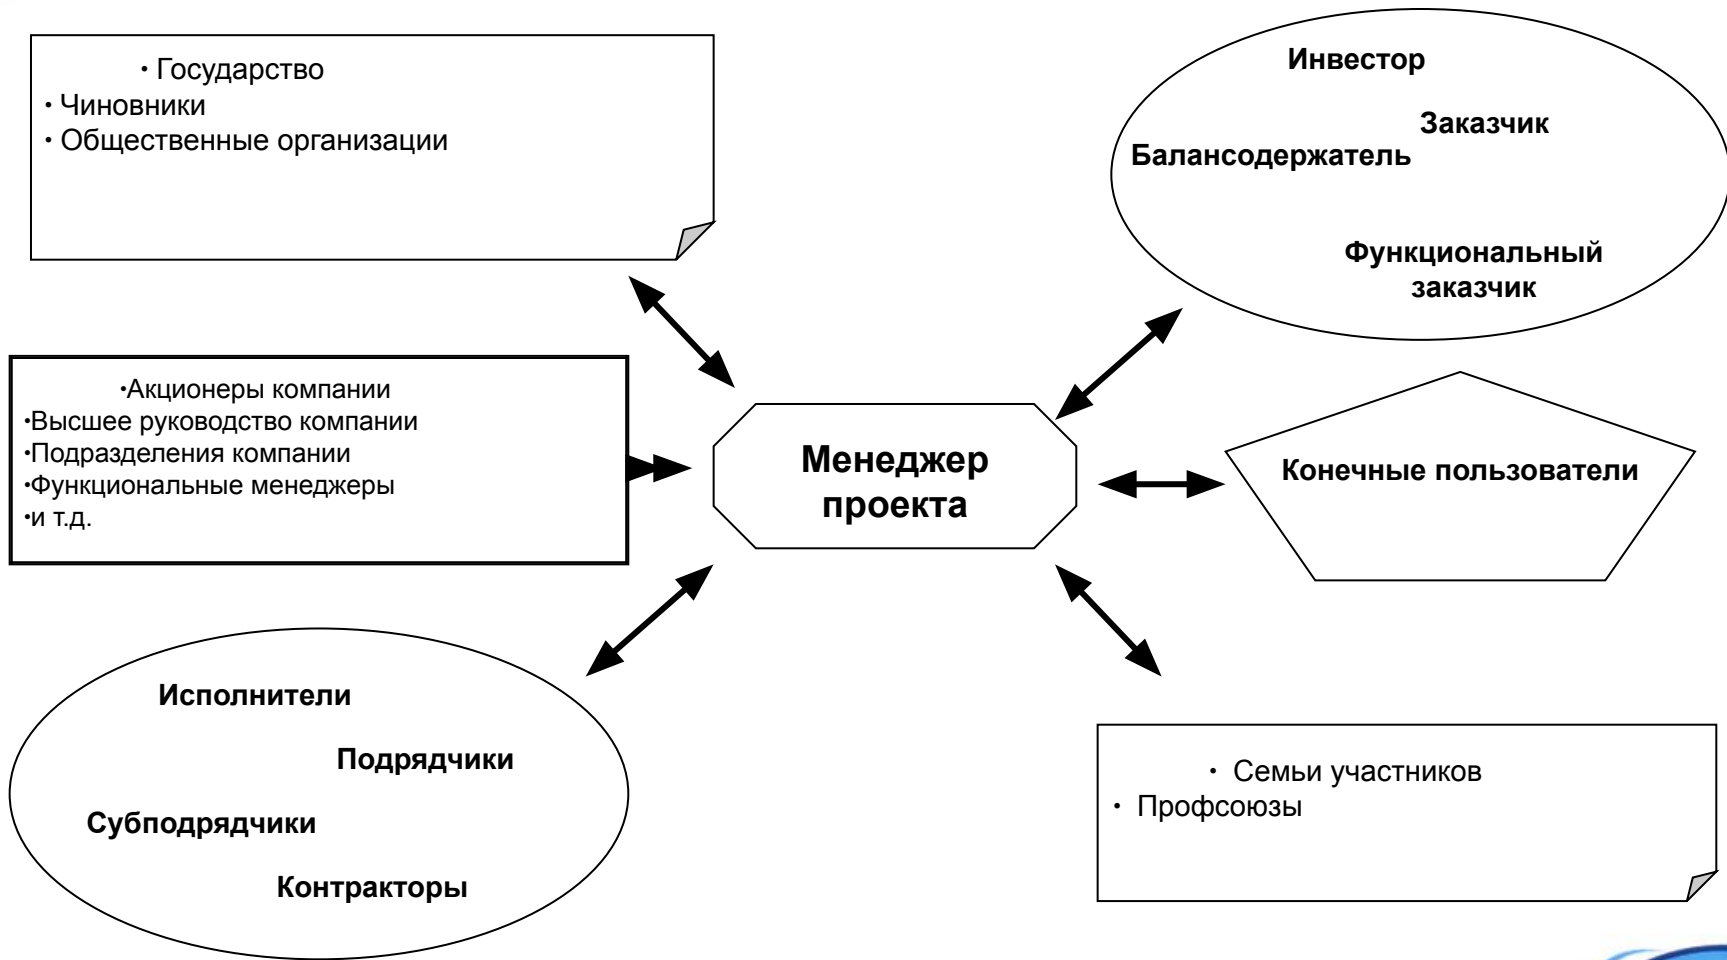 · Государство
· Чиновники
· Общественные организации
Инвестор
Заказчик
Балансодержатель
Функциональный
заказчик
·Акционеры компании
·Высшее руководство компании
·Подразделения компании
·Функциональные менеджеры
·и т.д.
Менеджер
проекта
Конечные пользователи
Исполнители
Подрядчики
Субподрядчики
Контракторы
· Семьи участников
· Профсоюзы